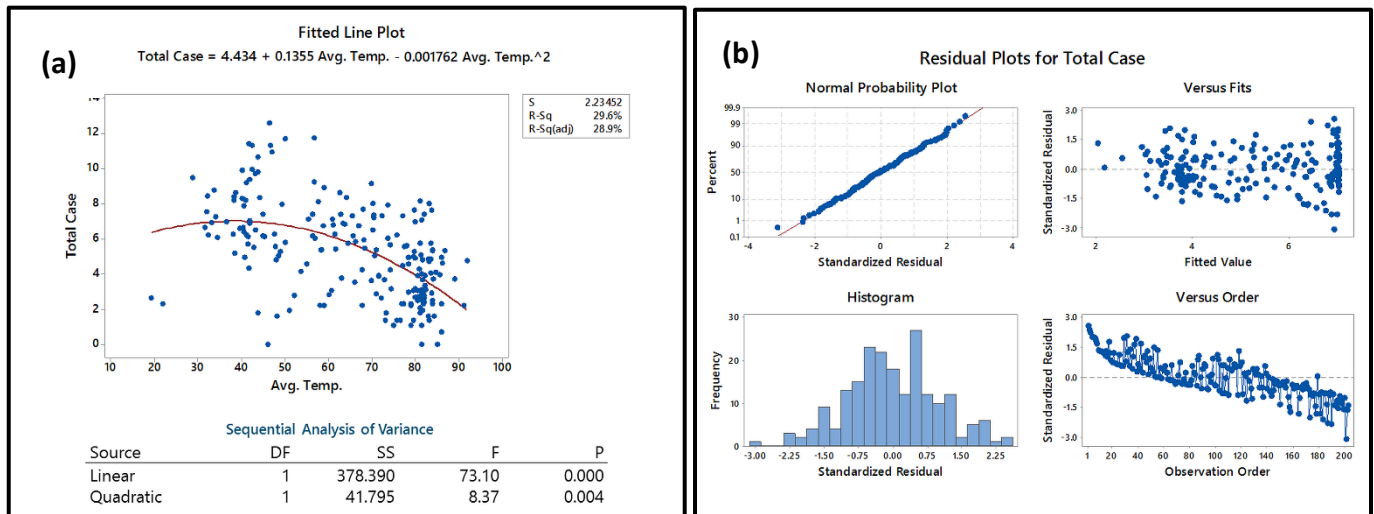 (a)
Fitted Line Plot
Total Case = 4.434 + 0.1355 Avg. Temp. - 0.001762 Avg. Temp.^2
S 2.23452
R-Sq 29.6%
R-Sq(adj) 28.9%
Total Case
14
12
10
8
6
4
2
0
10 20 30 40 50 60 70 80 90 100
Avg. Temp.
Sequential Analysis of Variance
Source DF SS F P
Linear 1 378.390 73.10 0.000
Quadratic 1 41.795 8.37 0.004
(b)
Residual Plots for Total Case
Normal Probability Plot
Percent
99.9
99
90
50
10
1
0.1
-4 -2 0 2 4
Standardized Residual
Versus Fits
Standardized Residual
3.0
1.5
0.0
-1.5
-3.0
2 4 6
Fitted Value
Histogram
Frequency
30
20
10
0
-3.00 -2.25 -1.50 -0.75 0.00 0.75 1.50 2.25
Standardized Residual
Versus Order
Standardized Residual
3.0
1.5
0.0
-1.5
-3.0
1 20 40 60 80 100 120 140 160 180 200
Observation Order